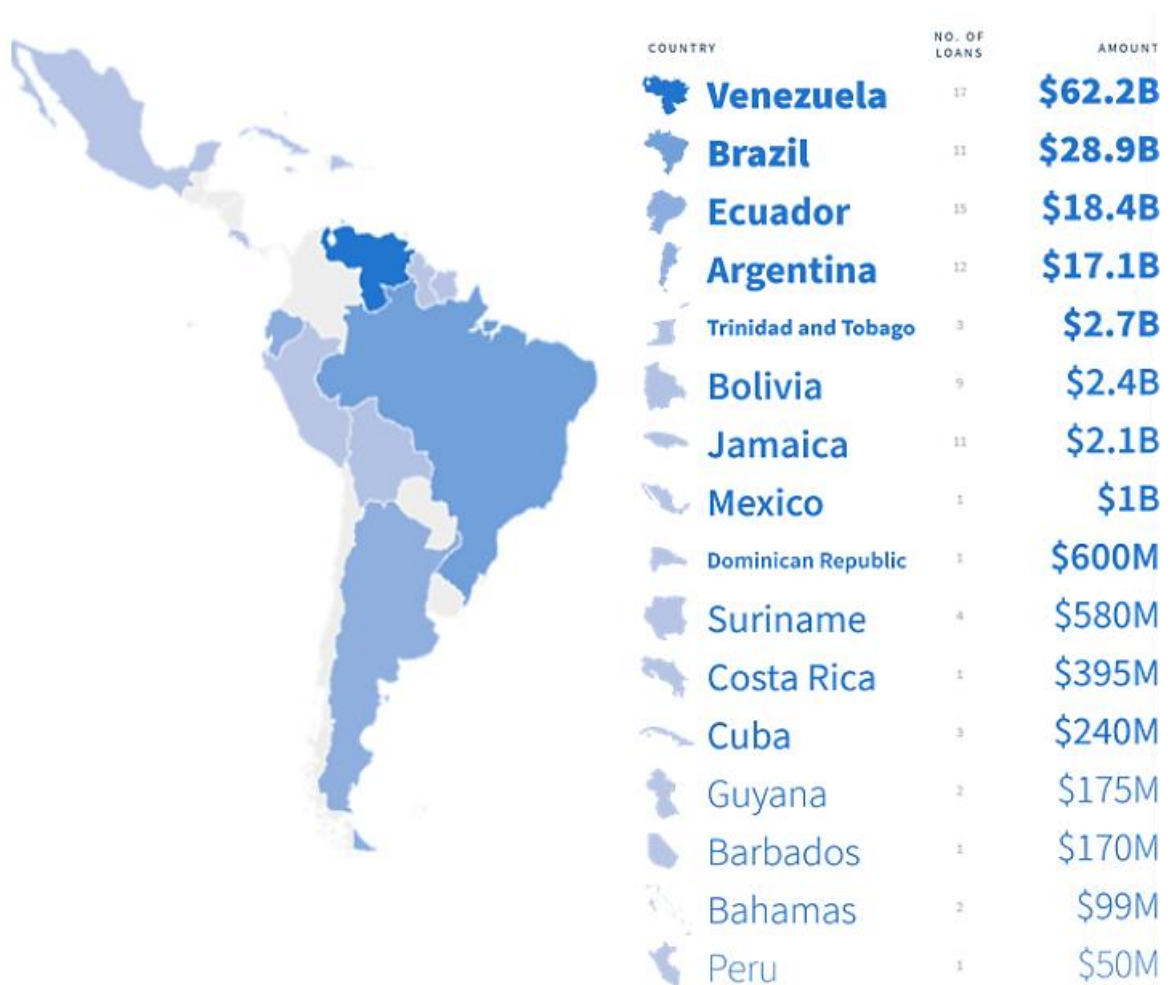 COUNTRY NO. OF LOANS AMOUNT
Venezuela 17 $62.2B
Brazil 11 $28.9B
Ecuador 15 $18.4B
Argentina 12 $17.1B
Trinidad and Tobago 3 $2.7B
Bolivia 9 $2.4B
Jamaica 11 $2.1B
Mexico 1 $1B
Dominican Republic 1 $600M
Suriname 4 $580M
Costa Rica 1 $395M
Cuba 3 $240M
Guyana 2 $175M
Barbados 1 $170M
Bahamas 2 $99M
Peru 1 $50M